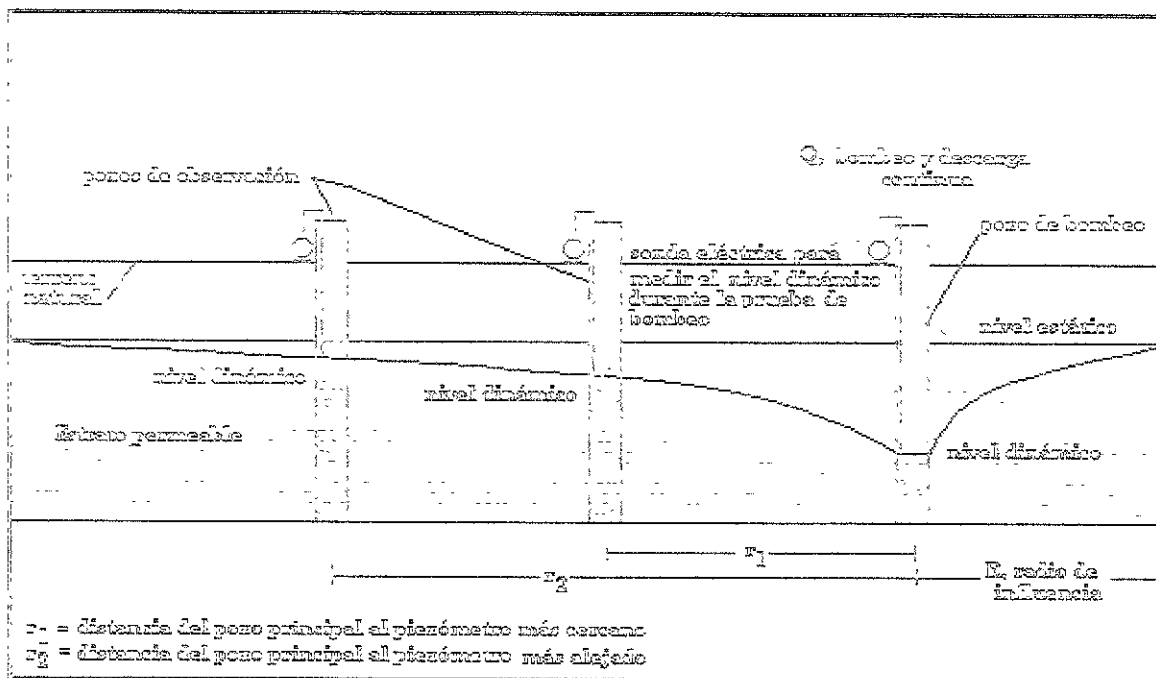 pozos de observación
Q, bombeo y descarga
continua
pozo de bombeo
sonda eléctrica para
medir el nivel dinámico
durante la prueba de
bombeo
terreno
natural
nivel estático
nivel dinámico
nivel dinámico
Estrato permeable
nivel dinámico
r1
r2
R, radio de
influencia
r1 = distancia del pozo principal al piezómetro más cercano
r2 = distancia del pozo principal al piezómetro más alejado